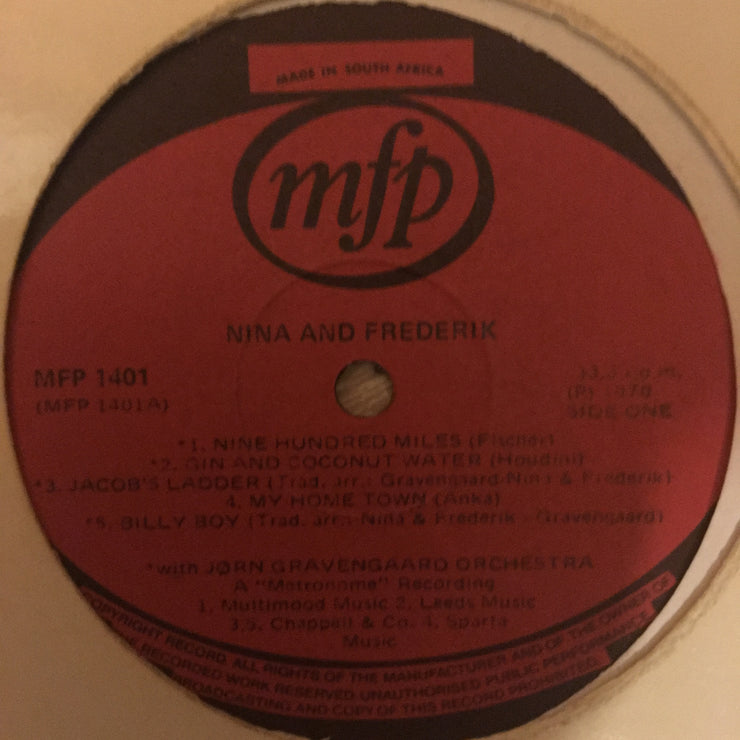 MADE IN SOUTH AFRICA
mfp
NINA AND FREDERIK
MFP 1401
(MFP 1401A)
SIDE ONE
*1. NINE HUNDRED MILES (Fischer)
*2. GIN AND COCONUT WATER (Houdini)
*3. JACOB'S LADDER (Trad. arr.: Gravengaard-Nina & Frederik)
4. MY HOME TOWN (Anka)
*5. BILLY BOY (Trad. arr.: Nina & Frederik - Gravengaard)
*with JØRN GRAVENGAARD ORCHESTRA
A "Metronome" Recording
1. Multimood Music 2. Leeds Music
3,5. Chappell & Co. 4. Sparta
Music
COPYRIGHT RECORD. ALL RIGHTS OF THE MANUFACTURER AND OF THE OWNER OF
THE RECORDED WORK RESERVED. UNAUTHORISED PUBLIC PERFORMANCE
BROADCASTING AND COPY OF THIS RECORD PROHIBITED.